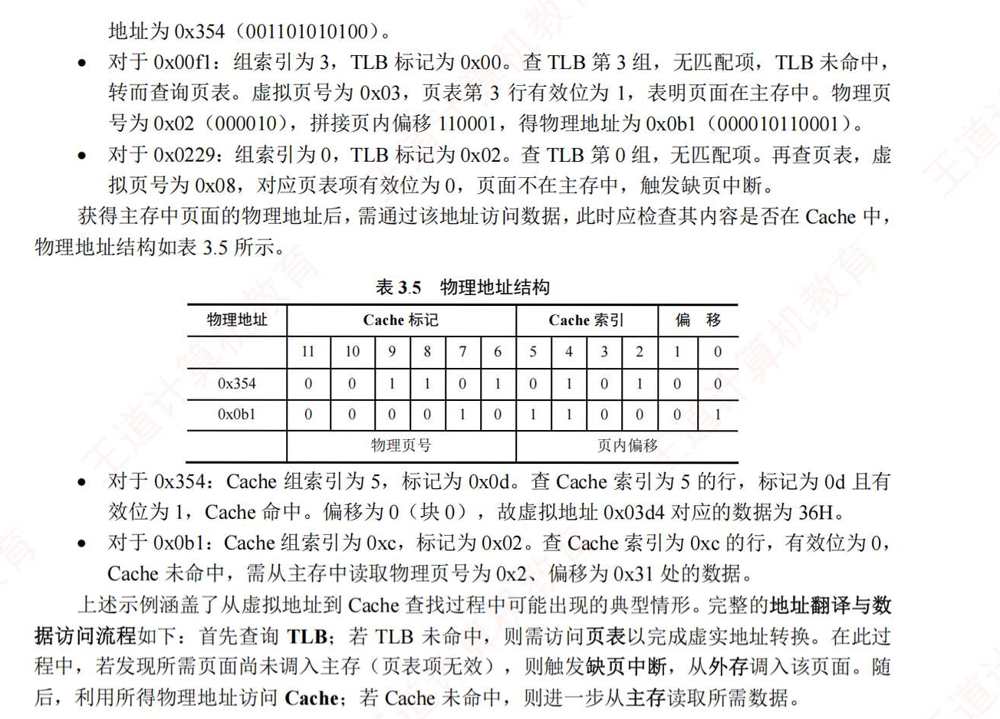 地址为 0x354（001101010100）。
● 对于 0x00f1：组索引为 3，TLB 标记为 0x00。查 TLB 第 3 组，无匹配项，TLB 未命中，
转而查询页表。虚拟页号为 0x03，页表第 3 行有效位为 1，表明页面在主存中。物理页
号为 0x02（000010），拼接页内偏移 110001，得物理地址为 0x0b1（000010110001）。
● 对于 0x0229：组索引为 0，TLB 标记为 0x02。查 TLB 第 0 组，无匹配项。再查页表，虚
拟页号为 0x08，对应页表项有效位为 0，页面不在主存中，触发缺页中断。
获得主存中页面的物理地址后，需通过该地址访问数据，此时应检查其内容是否在 Cache 中，
物理地址结构如表 3.5 所示。
表 3.5 物理地址结构
物理地址 Cache 标记 Cache 索引 偏 移
11 10 9 8 7 6 5 4 3 2 1 0
0x354 0 0 1 1 0 1 0 1 0 1 0 0
0x0b1 0 0 0 0 1 0 1 1 0 0 0 1
物理页号 页内偏移
● 对于 0x354：Cache 组索引为 5，标记为 0x0d。查 Cache 索引为 5 的行，标记为 0d 且有
效位为 1，Cache 命中。偏移为 0（块 0），故虚拟地址 0x03d4 对应的数据为 36H。
● 对于 0x0b1：Cache 组索引为 0xc，标记为 0x02。查 Cache 索引为 0xc 的行，有效位为 0，
Cache 未命中，需从主存中读取物理页号为 0x2、偏移为 0x31 处的数据。
上述示例涵盖了从虚拟地址到 Cache 查找过程中可能出现的典型情形。完整的地址翻译与数
据访问流程如下：首先查询 TLB；若 TLB 未命中，则需访问页表以完成虚实地址转换。在此过
程中，若发现所需页面尚未调入主存（页表项无效），则触发缺页中断，从外存调入该页面。随
后，利用所得物理地址访问 Cache；若 Cache 未命中，则进一步从主存读取所需数据。
王道计算机教育
王道计算机教育
王道计算机教育